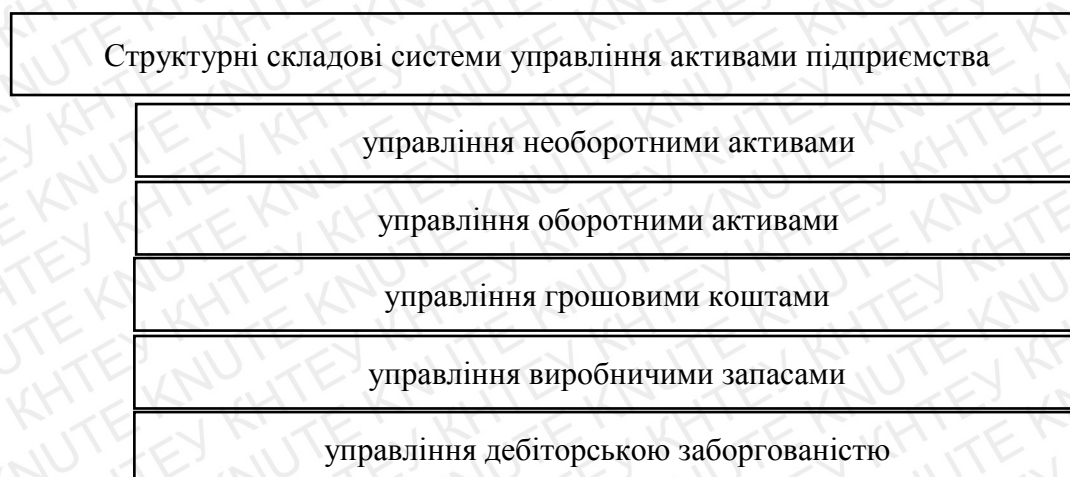 Структурні складові системи управління активами підприємства
управління необоротними активами
управління оборотними активами
управління грошовими коштами
управління виробничими запасами
управління дебіторською заборгованістю